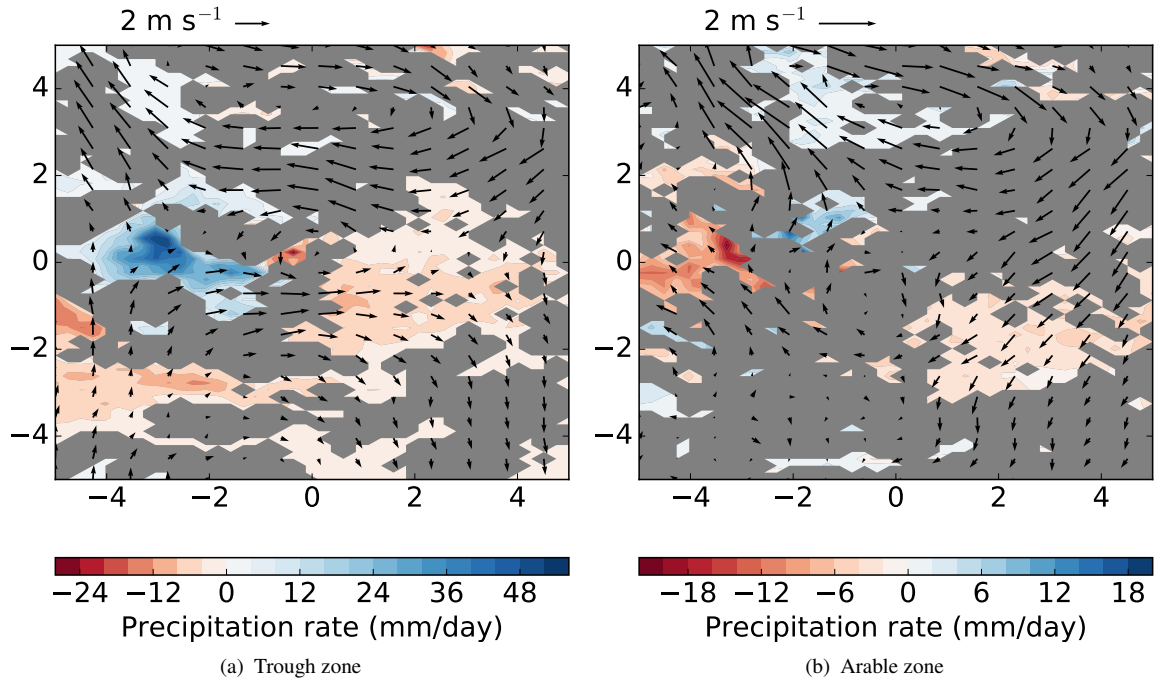 2 m s⁻¹ 2 m s⁻¹
4 4
2 2
0 0
−2 −2
−4 −4
−4 −2 0 2 4 −4 −2 0 2 4
−24 −12 0 12 24 36 48 −18 −12 −6 0 6 12 18
Precipitation rate (mm/day) Precipitation rate (mm/day)
(a) Trough zone (b) Arable zone